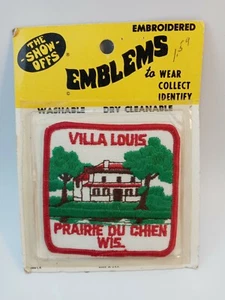 EMBROIDERED
THE
SHOW
OFFS
EMBLEMS
1.59
to WEAR
COLLECT
IDENTIFY
WASHABLE DRY CLEANABLE
VILLA LOUIS
PRAIRIE DU CHIEN
WIS.